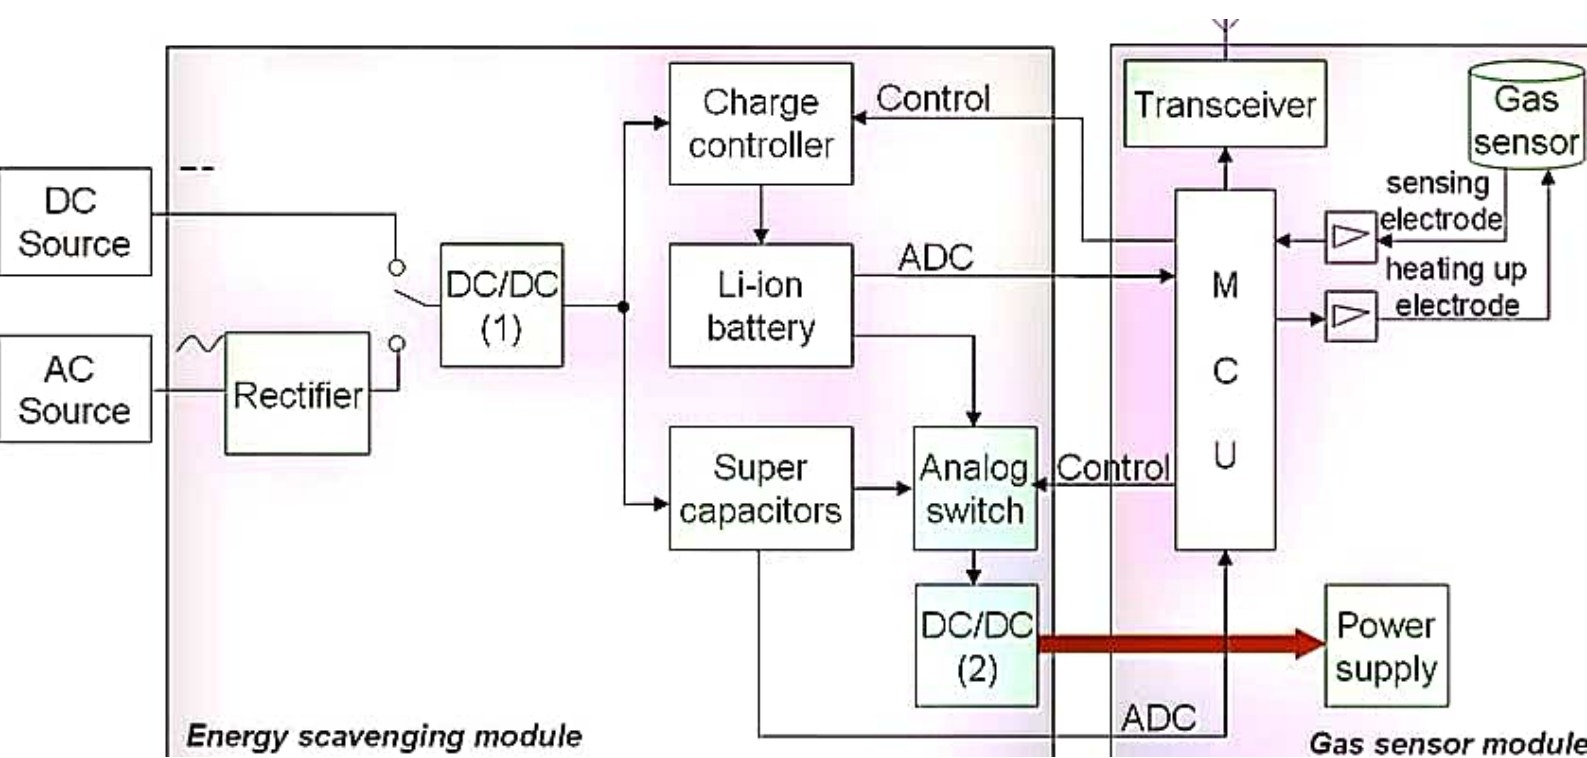 Charge
controller
Control
Transceiver
Gas
sensor
DC
Source
sensing
electrode
DC/DC
(1)
Li-ion
battery
ADC
M
C
U
heating up
electrode
AC
Source
Rectifier
Super
capacitors
Analog
switch
Control
DC/DC
(2)
Power
supply
ADC
Energy scavenging module
Gas sensor module